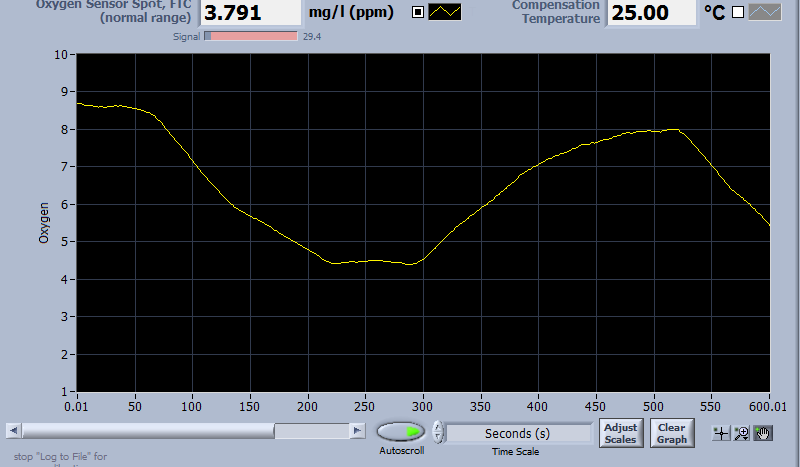 Oxygen Sensor Spot, FTC
(normal range)
3.791
mg/l (ppm)
Compensation
Temperature
25.00
°C
Signal
29.4
10
9
8
7
6
5
4
3
2
1
Oxygen
0.01
50
100
150
200
250
300
350
400
450
500
550
600.01
Autoscroll
Seconds (s)
Time Scale
Adjust
Scales
Clear
Graph
stop "Log to File" for